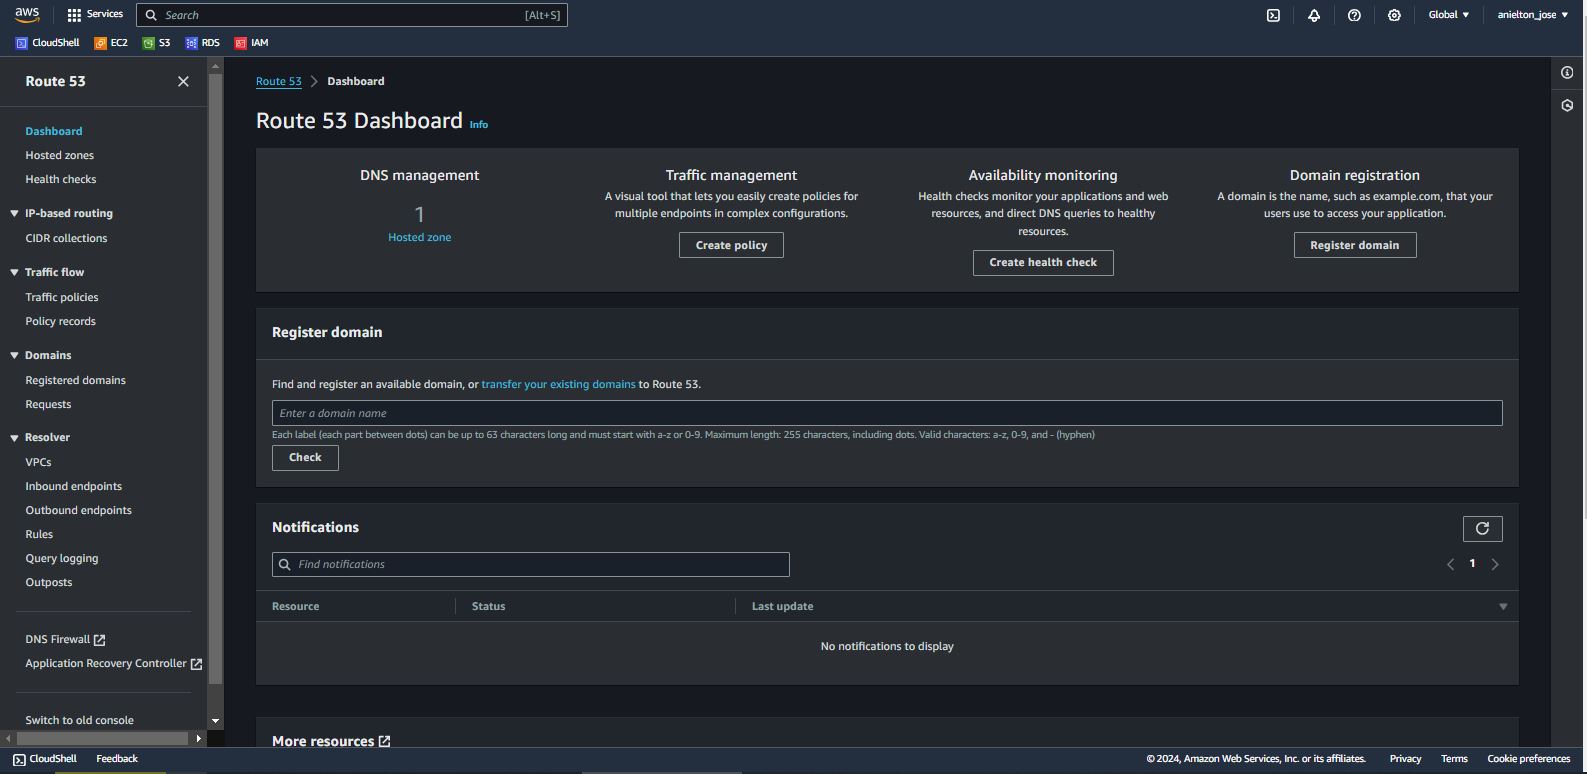 aws
Services
Search
[Alt+S]
Global
anielton_jose
CloudShell
EC2
S3
RDS
IAM
Route 53
Dashboard
Hosted zones
Health checks
IP-based routing
CIDR collections
Traffic flow
Traffic policies
Policy records
Domains
Registered domains
Requests
Resolver
VPCs
Inbound endpoints
Outbound endpoints
Rules
Query logging
Outposts
DNS Firewall
Application Recovery Controller
Switch to old console
Route 53
Dashboard
Route 53 Dashboard Info
DNS management
1
Hosted zone
Traffic management
A visual tool that lets you easily create policies for
multiple endpoints in complex configurations.
Create policy
Availability monitoring
Health checks monitor your applications and web
resources, and direct DNS queries to healthy
resources.
Create health check
Domain registration
A domain is the name, such as example.com, that your
users use to access your application.
Register domain
Register domain
Find and register an available domain, or transfer your existing domains to Route 53.
Enter a domain name
Each label (each part between dots) can be up to 63 characters long and must start with a-z or 0-9. Maximum length: 255 characters, including dots. Valid characters: a-z, 0-9, and - (hyphen)
Check
Notifications
Find notifications
1
Resource
Status
Last update
No notifications to display
More resources
CloudShell
Feedback
© 2024, Amazon Web Services, Inc. or its affiliates.
Privacy
Terms
Cookie preferences